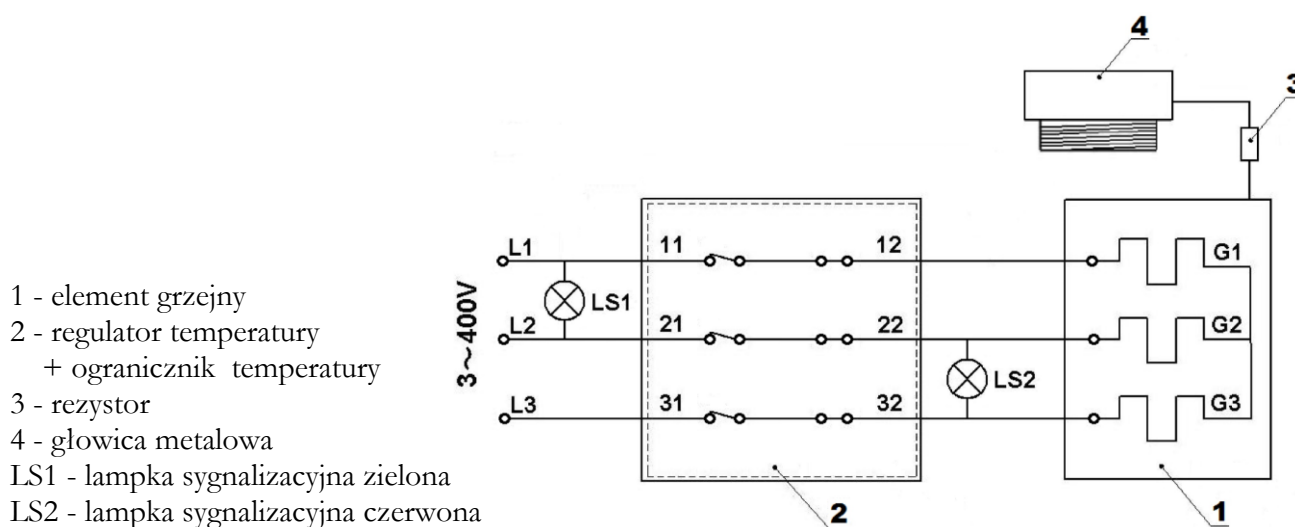 4
3
L1
11
12
G1
LS1
3~400V
L2
21
22
G2
LS2
L3
31
32
G3
2
1
1 - element grzejny
2 - regulator temperatury
+ ogranicznik temperatury
3 - rezystor
4 - głowica metalowa
LS1 - lampka sygnalizacyjna zielona
LS2 - lampka sygnalizacyjna czerwona